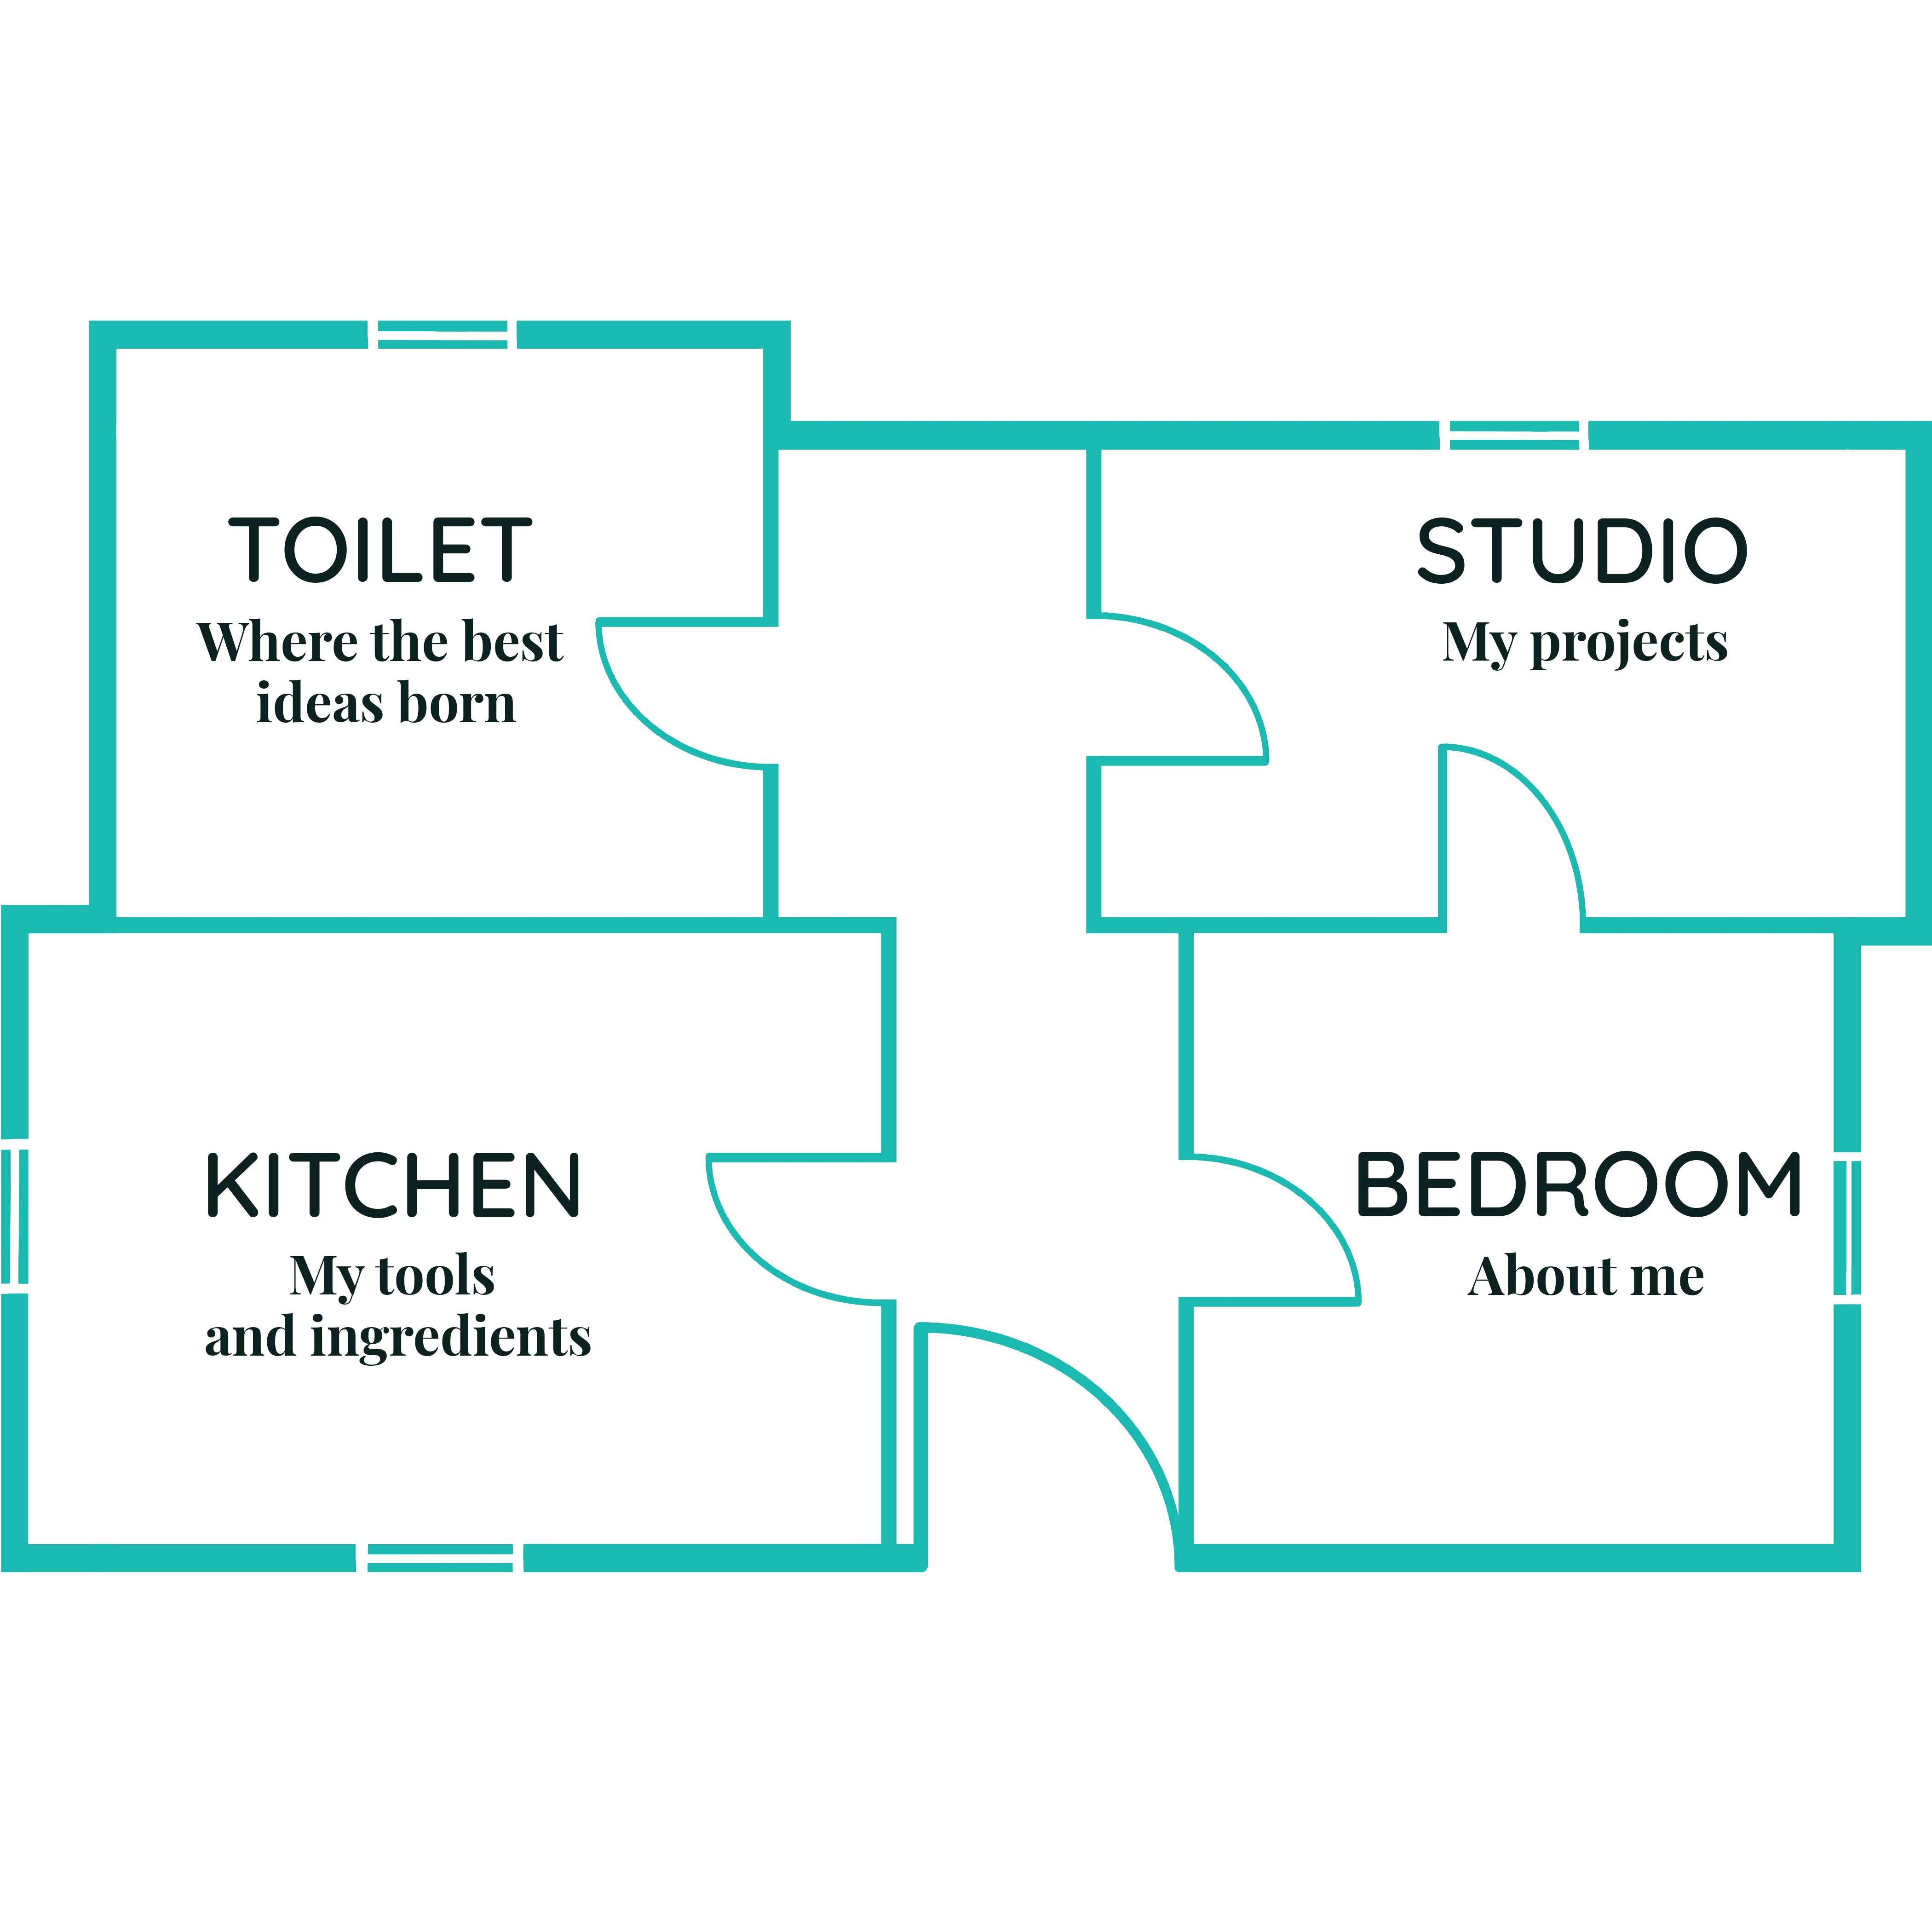 TOILET
Where the best
ideas born
STUDIO
My projects
KITCHEN
My tools
and ingredients
BEDROOM
About me